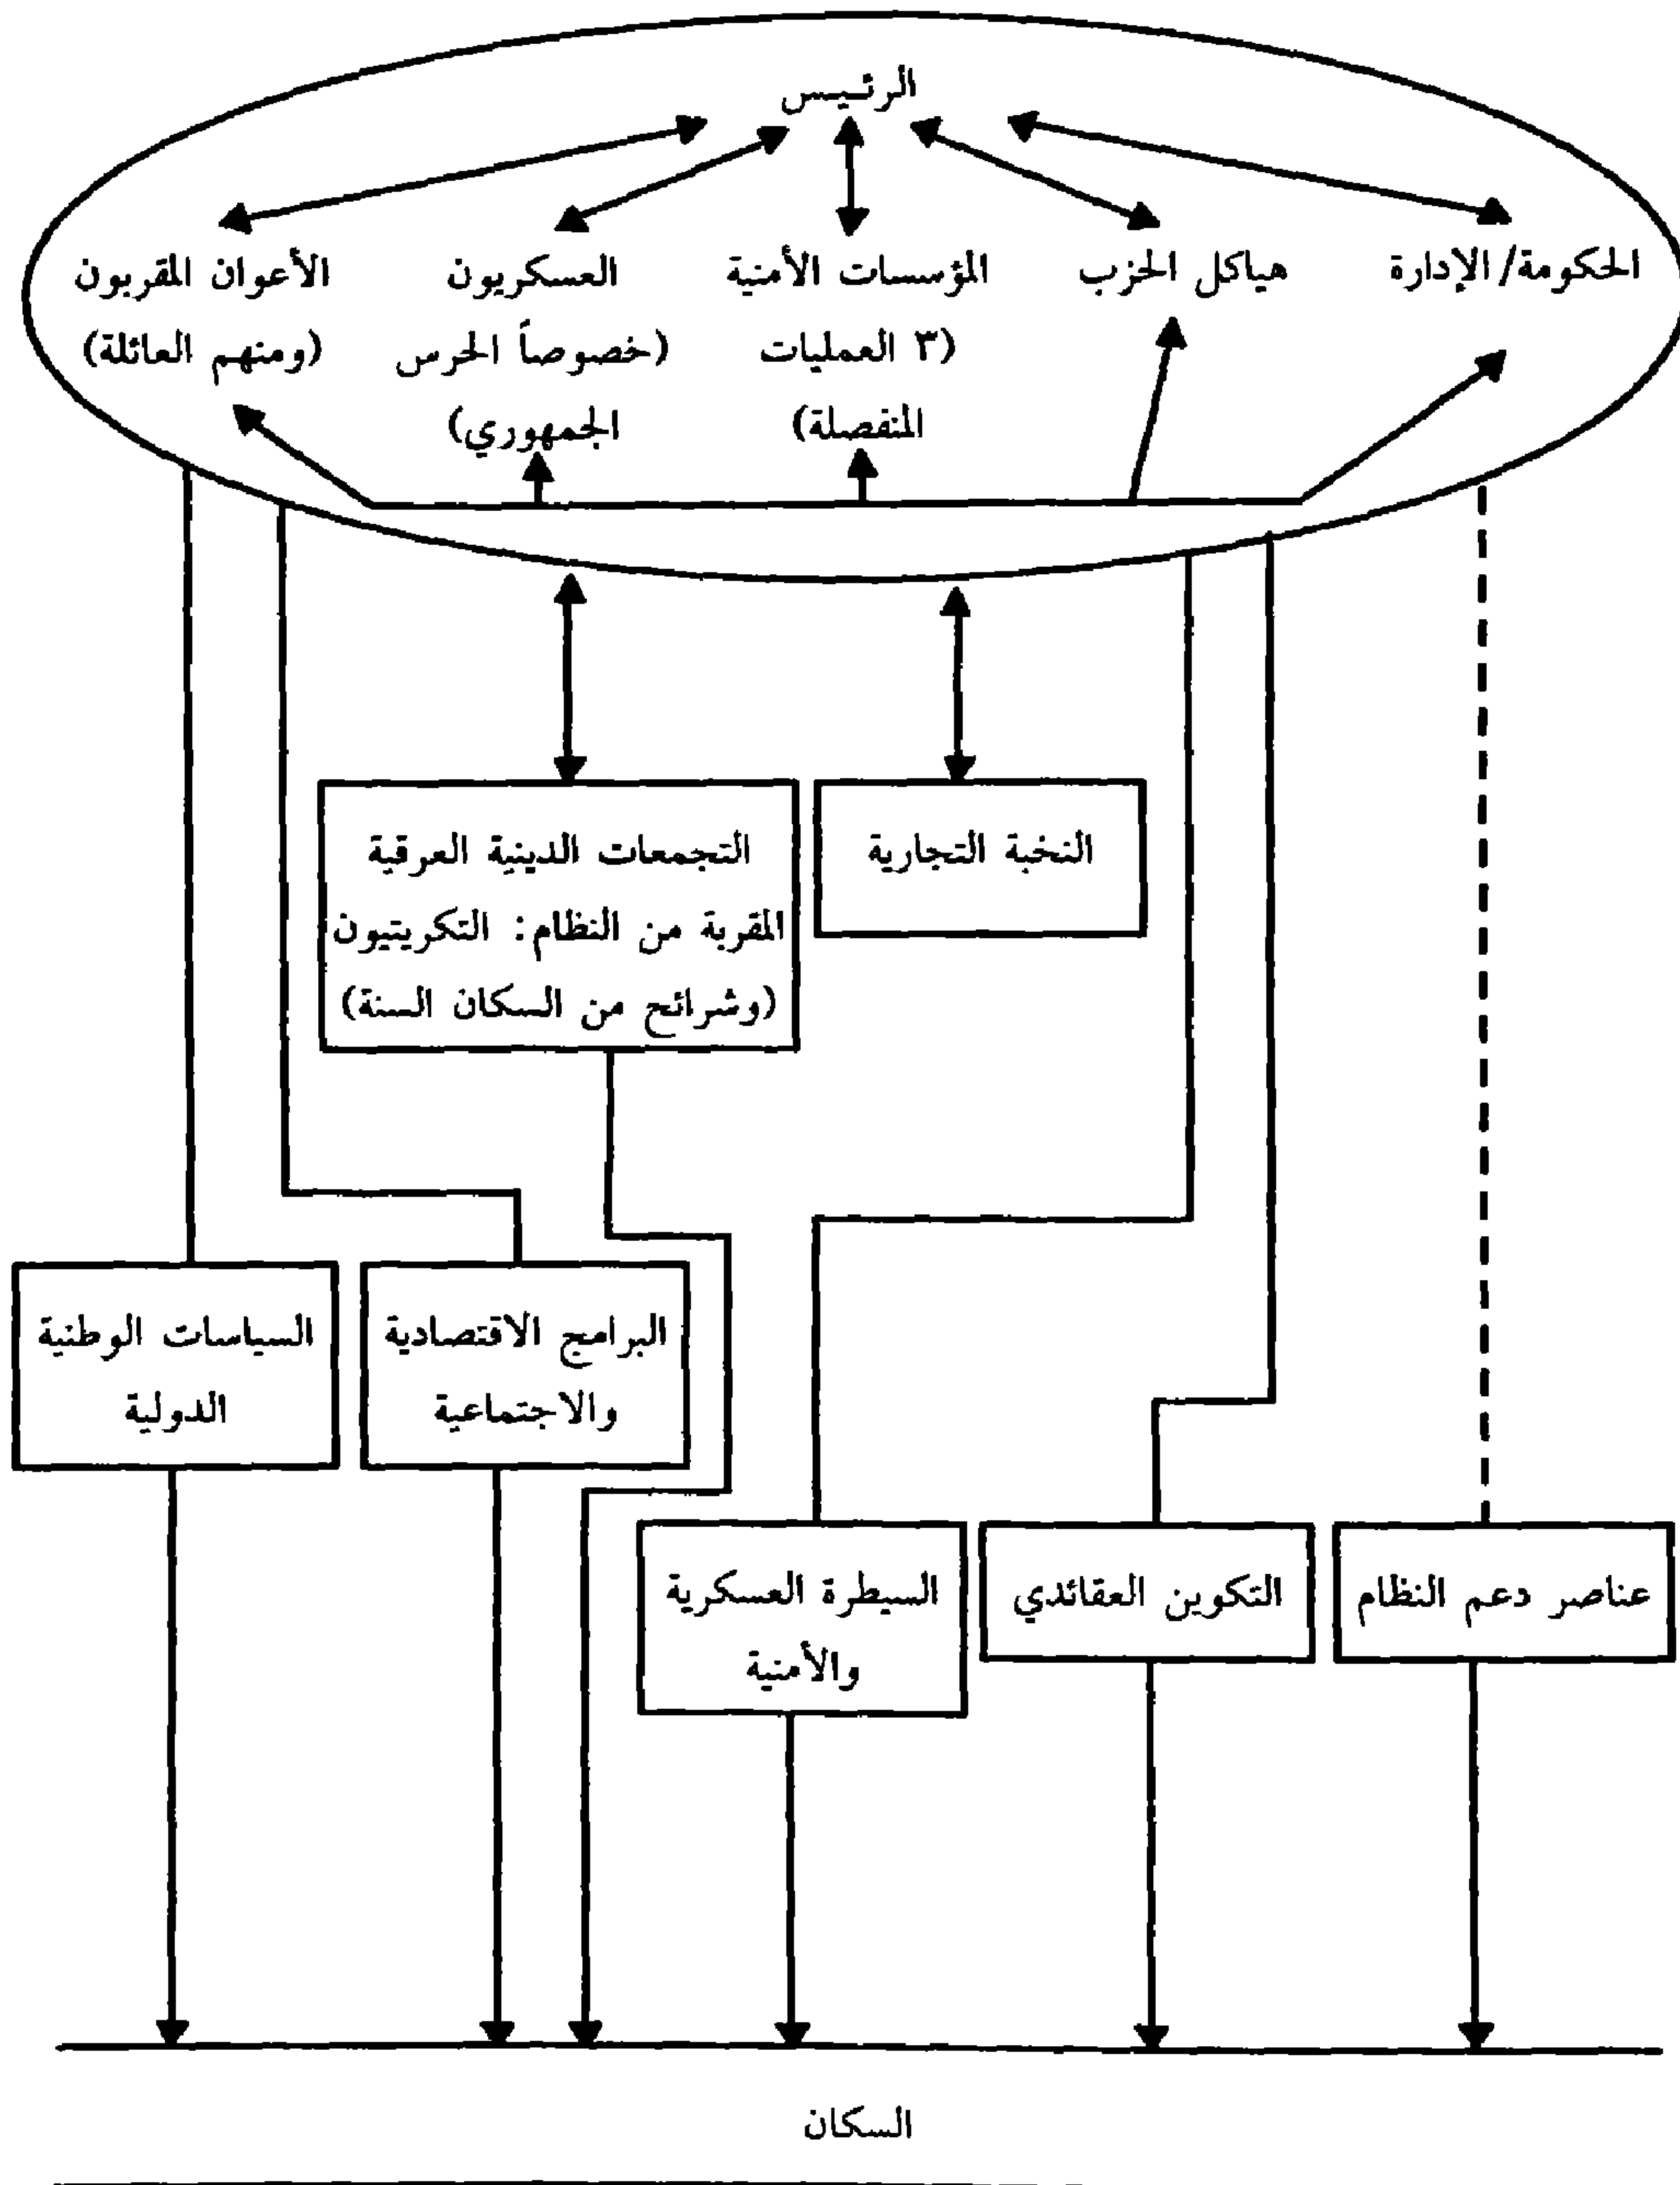 الرئيس
الحكومة/الإدارة
هياكل الحزب
المؤسسات الأمنية
(٣ العمليات
المنفصلة)
العسكريون
(خصوصاً الحرس
الجمهوري)
الأعوان المقربون
(ومنهم العائلة)
النخبة التجارية
التجمعات الدينية العرقية
المقربة من النظام: التكريتيون
(وشرائح من السكان السنة)
البرامج الاقتصادية
والاجتماعية
السياسات الوطنية
الدولية
عناصر دعم النظام
التكوين العقائدي
السيطرة العسكرية
والأمنية
السكان